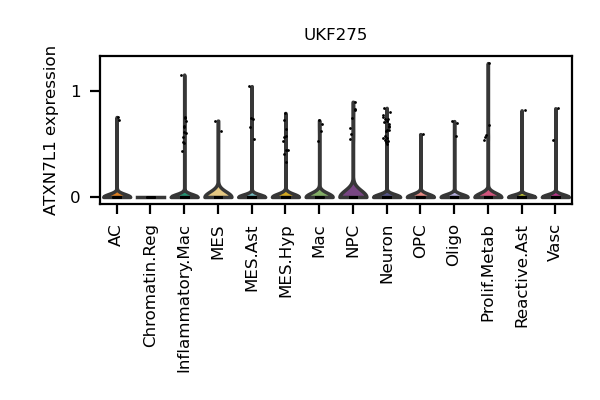 UKF275
ATXN7L1 expression
1
0
AC
Chromatin.Reg
Inflammatory.Mac
MES
MES.Ast
MES.Hyp
Mac
NPC
Neuron
OPC
Oligo
Prolif.Metab
Reactive.Ast
Vasc